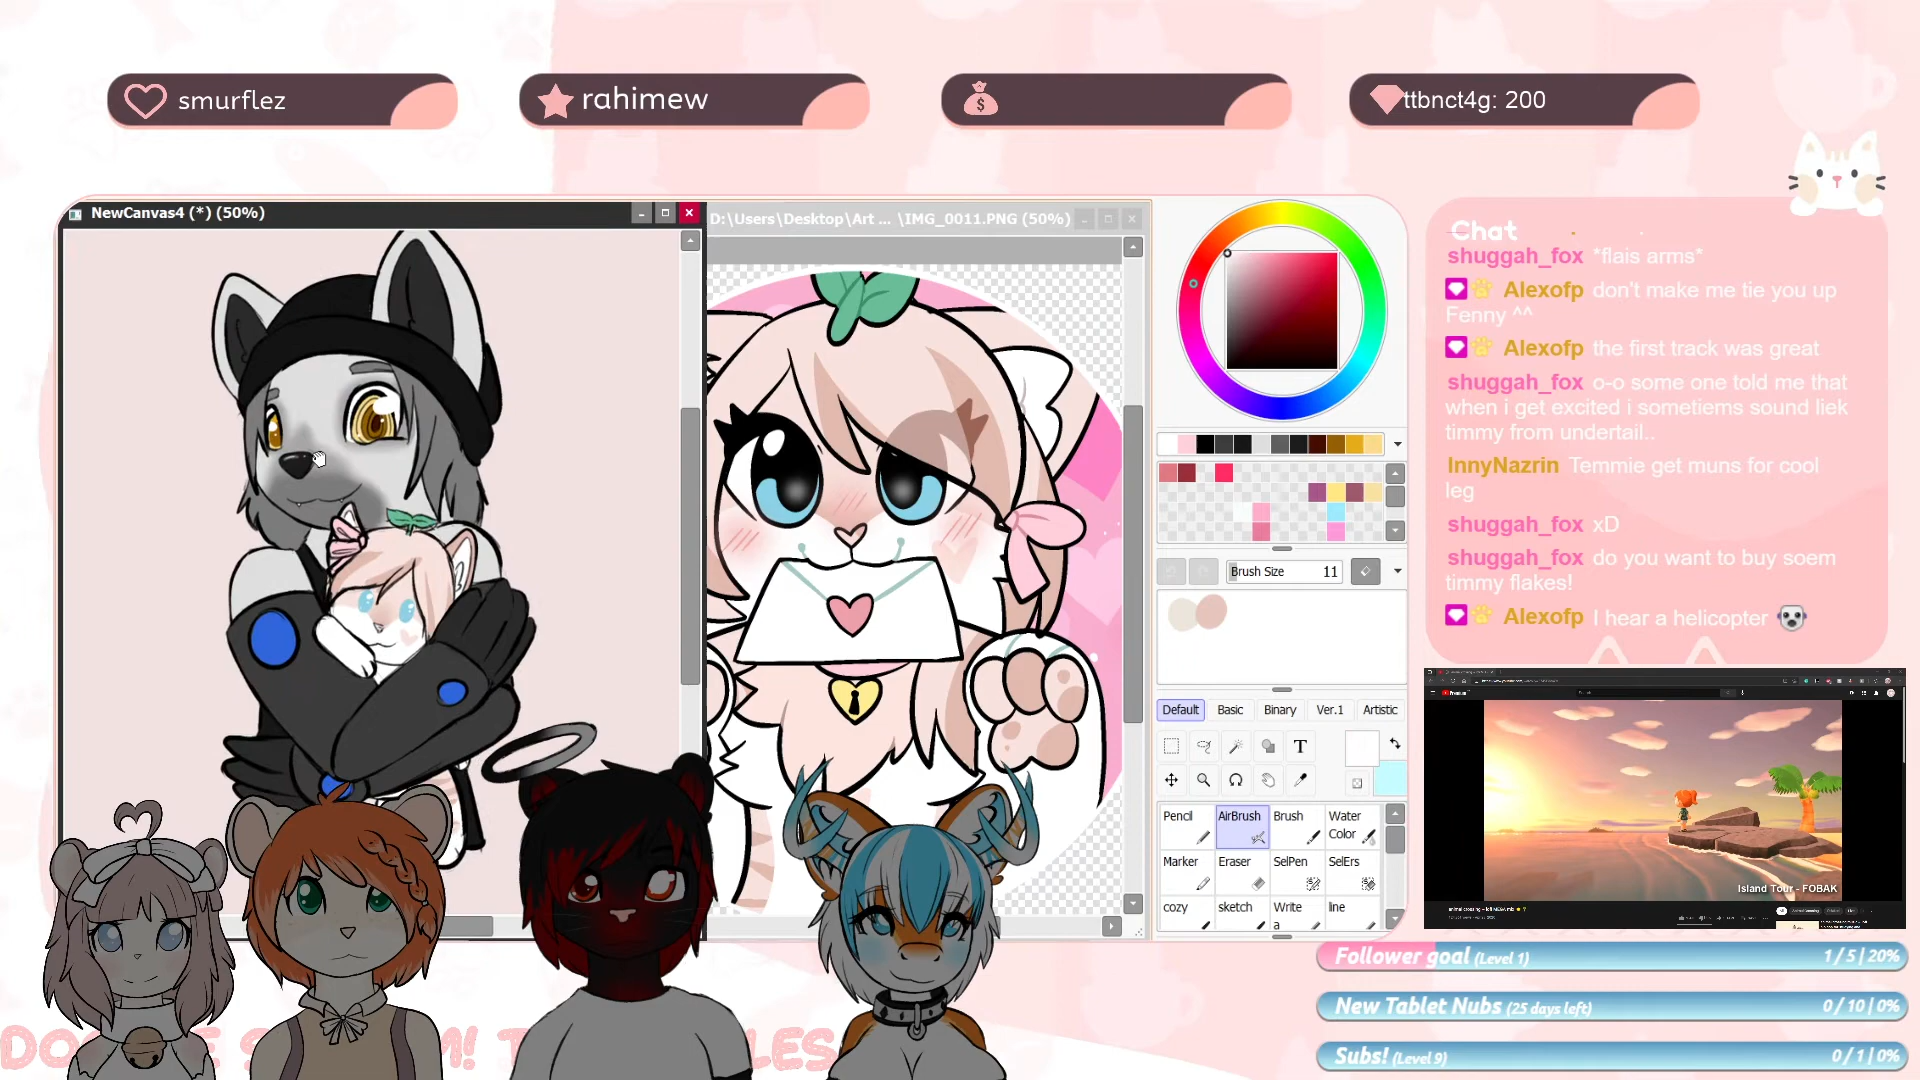 smurflez
rahimew
ttbnct4g: 200
NewCanvas4 (*) (50%)
D:\Users\Desktop\Art ... \IMG_0011.PNG (50%)
Chat
shuggah_fox *flais arms*
Alexofp don't make me tie you up
Fenny ^^
Alexofp the first track was great
shuggah_fox o-o some one told me that
when i get excited i sometiems sound liek
timmy from undertail..
InnyNazrin Temmie get muns for cool
leg
shuggah_fox xD
shuggah_fox do you want to buy soem
timmy flakes!
Alexofp I hear a helicopter
Brush Size 11
Default Basic Binary Ver.1 Artistic
T
Pencil AirBrush Brush Water
Color
Marker Eraser SelPen SelErs
cozy sketch Write line
a
Island Tour - FOBAK
Follower goal (Level 1) 1 / 5 | 20%
New Tablet Nubs (25 days left) 0 / 10 | 0%
Subs! (Level 9) 0 / 1 | 0%